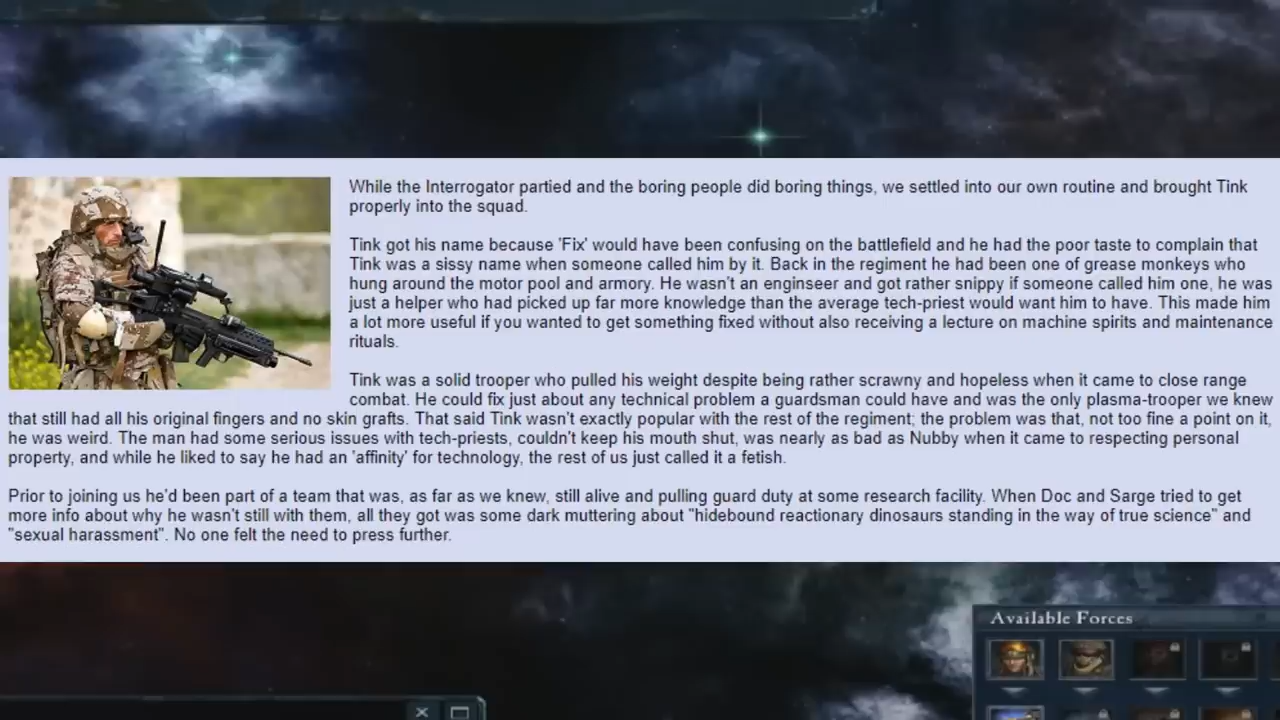 While the Interrogator partied and the boring people did boring things, we settled into our own routine and brought Tink
properly into the squad.
Tink got his name because 'Fix' would have been confusing on the battlefield and he had the poor taste to complain that
Tink was a sissy name when someone called him by it. Back in the regiment he had been one of grease monkeys who
hung around the motor pool and armory. He wasn't an enginseer and got rather snippy if someone called him one, he was
just a helper who had picked up far more knowledge than the average tech-priest would want him to have. This made him
a lot more useful if you wanted to get something fixed without also receiving a lecture on machine spirits and maintenance
rituals.
Tink was a solid trooper who pulled his weight despite being rather scrawny and hopeless when it came to close range
combat. He could fix just about any technical problem a guardsman could have and was the only plasma-trooper we knew
that still had all his original fingers and no skin grafts. That said Tink wasn't exactly popular with the rest of the regiment; the problem was that, not too fine a point on it,
he was weird. The man had some serious issues with tech-priests, couldn't keep his mouth shut, was nearly as bad as Nubby when it came to respecting personal
property, and while he liked to say he had an 'affinity' for technology, the rest of us just called it a fetish.
Prior to joining us he'd been part of a team that was, as far as we knew, still alive and pulling guard duty at some research facility. When Doc and Sarge tried to get
more info about why he wasn't still with them, all they got was some dark muttering about "hidebound reactionary dinosaurs standing in the way of true science" and
"sexual harassment". No one felt the need to press further.
Available Forces